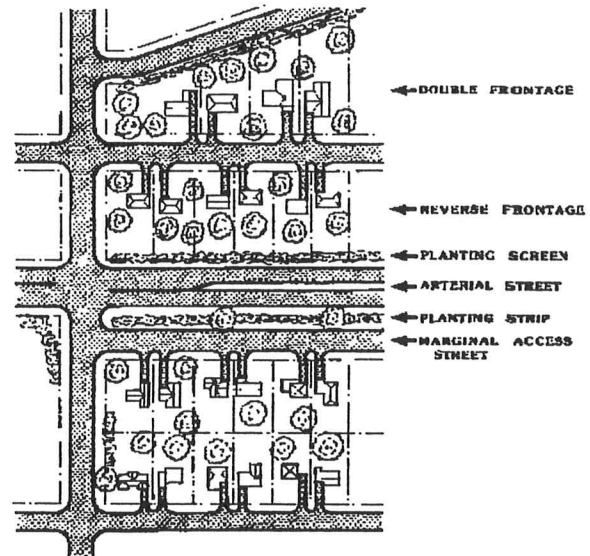 DOUBLE FRONTAGE
REVERSE FRONTAGE
PLANTING SCREEN
ARTERIAL STREET
PLANTING STRIP
MARGINAL ACCESS
STREET